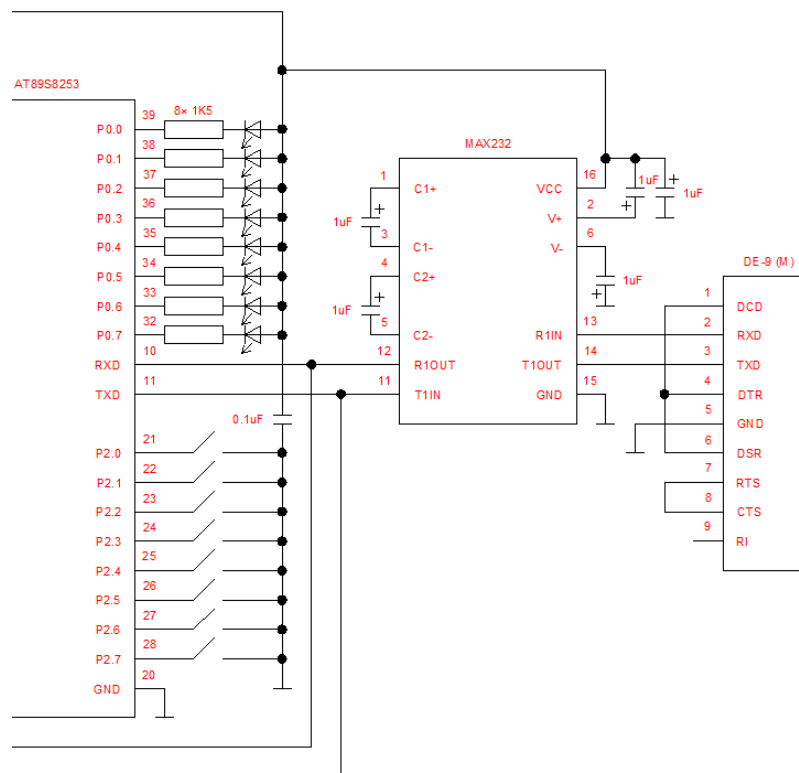 AT89S8253
39
8× 1K5
P0.0
38
P0.1
37
P0.2
36
P0.3
35
P0.4
34
P0.5
33
P0.6
32
P0.7
10
RXD
11
TXD
0.1uF
21
P2.0
22
P2.1
23
P2.2
24
P2.3
25
P2.4
26
P2.5
27
P2.6
28
P2.7
20
GND
MAX232
1
C1+
1uF
3
C1-
4
C2+
1uF
5
C2-
12
R1OUT
11
T1IN
16
VCC
1uF
+
1uF
+
2
V+
6
V-
1uF
+
13
R1IN
14
T1OUT
15
GND
+
+
DE-9 (M)
1
DCD
2
RXD
3
TXD
4
DTR
5
GND
6
DSR
7
RTS
8
CTS
9
RI